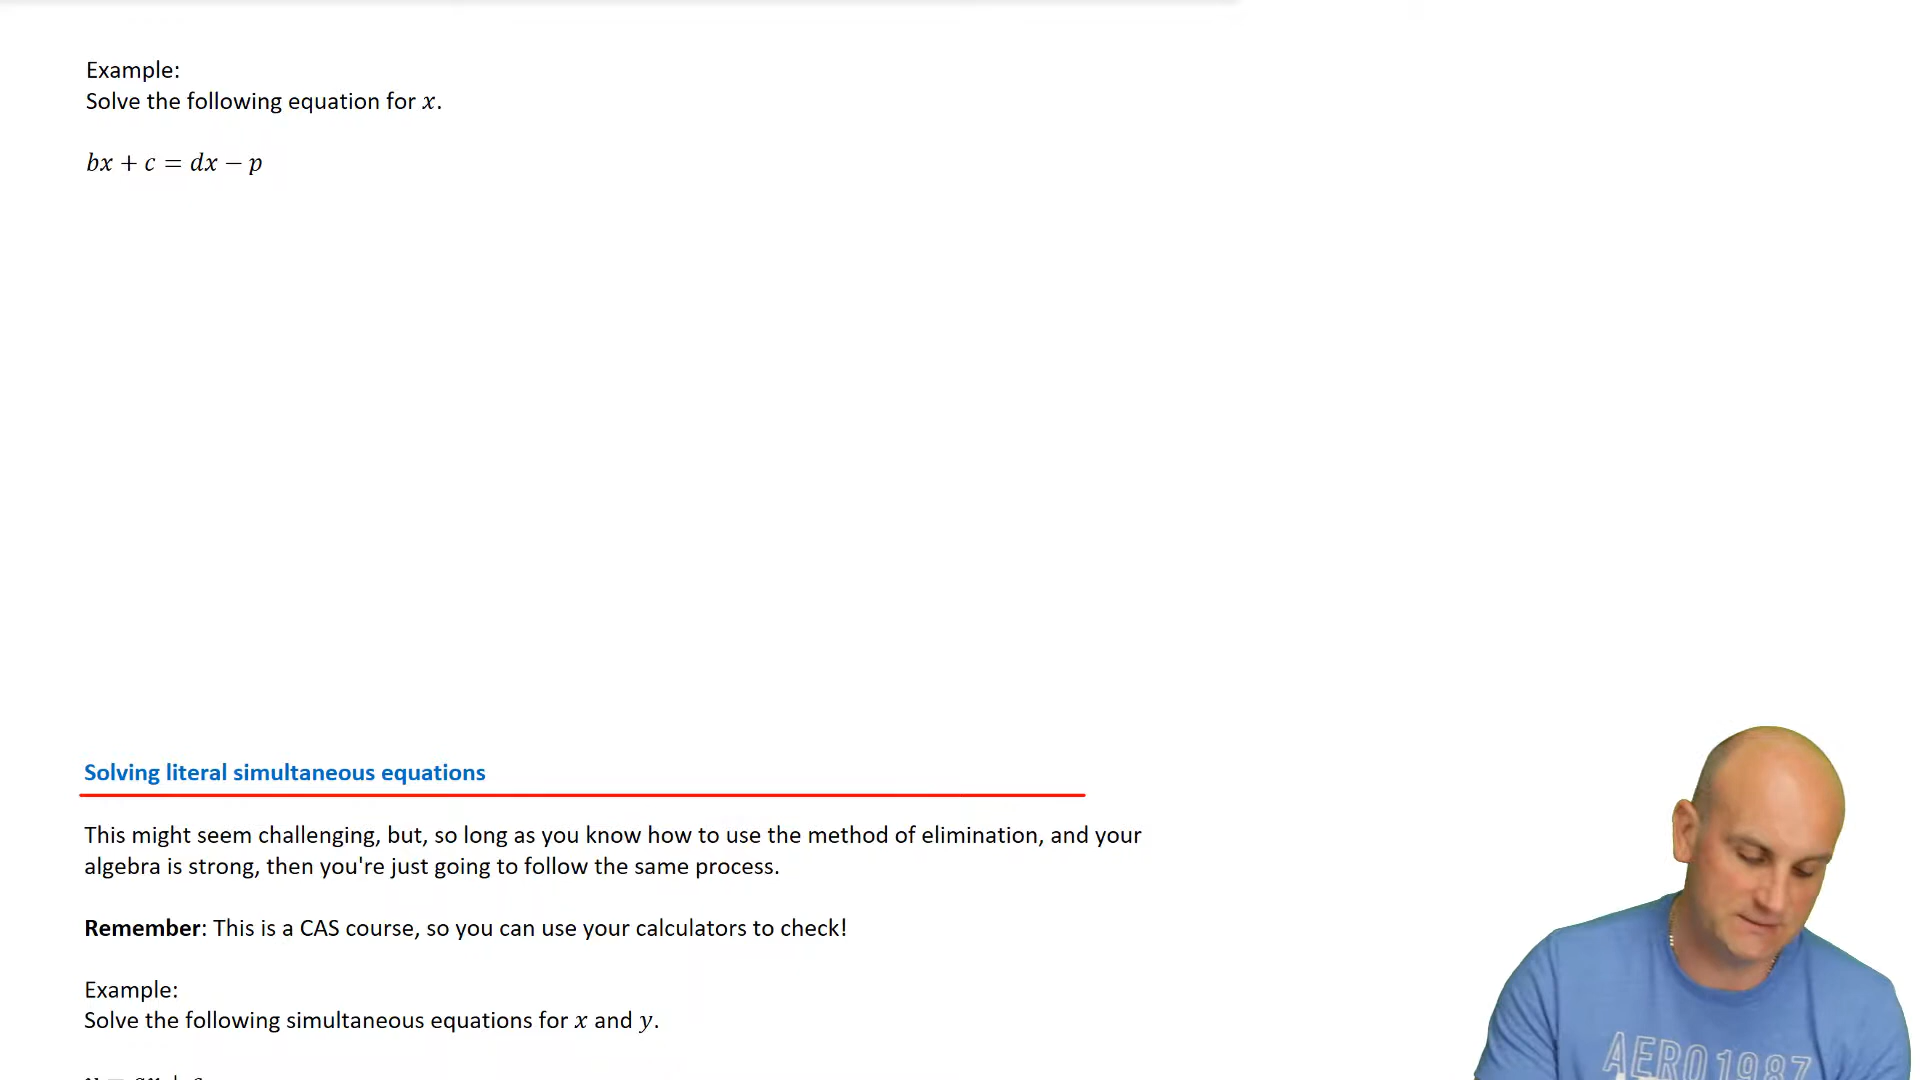 Example:
Solve the following equation for x.
bx + c = dx − p
Solving literal simultaneous equations
This might seem challenging, but, so long as you know how to use the method of elimination, and your
algebra is strong, then you're just going to follow the same process.
Remember: This is a CAS course, so you can use your calculators to check!
Example:
Solve the following simultaneous equations for x and y.
AERO 1987